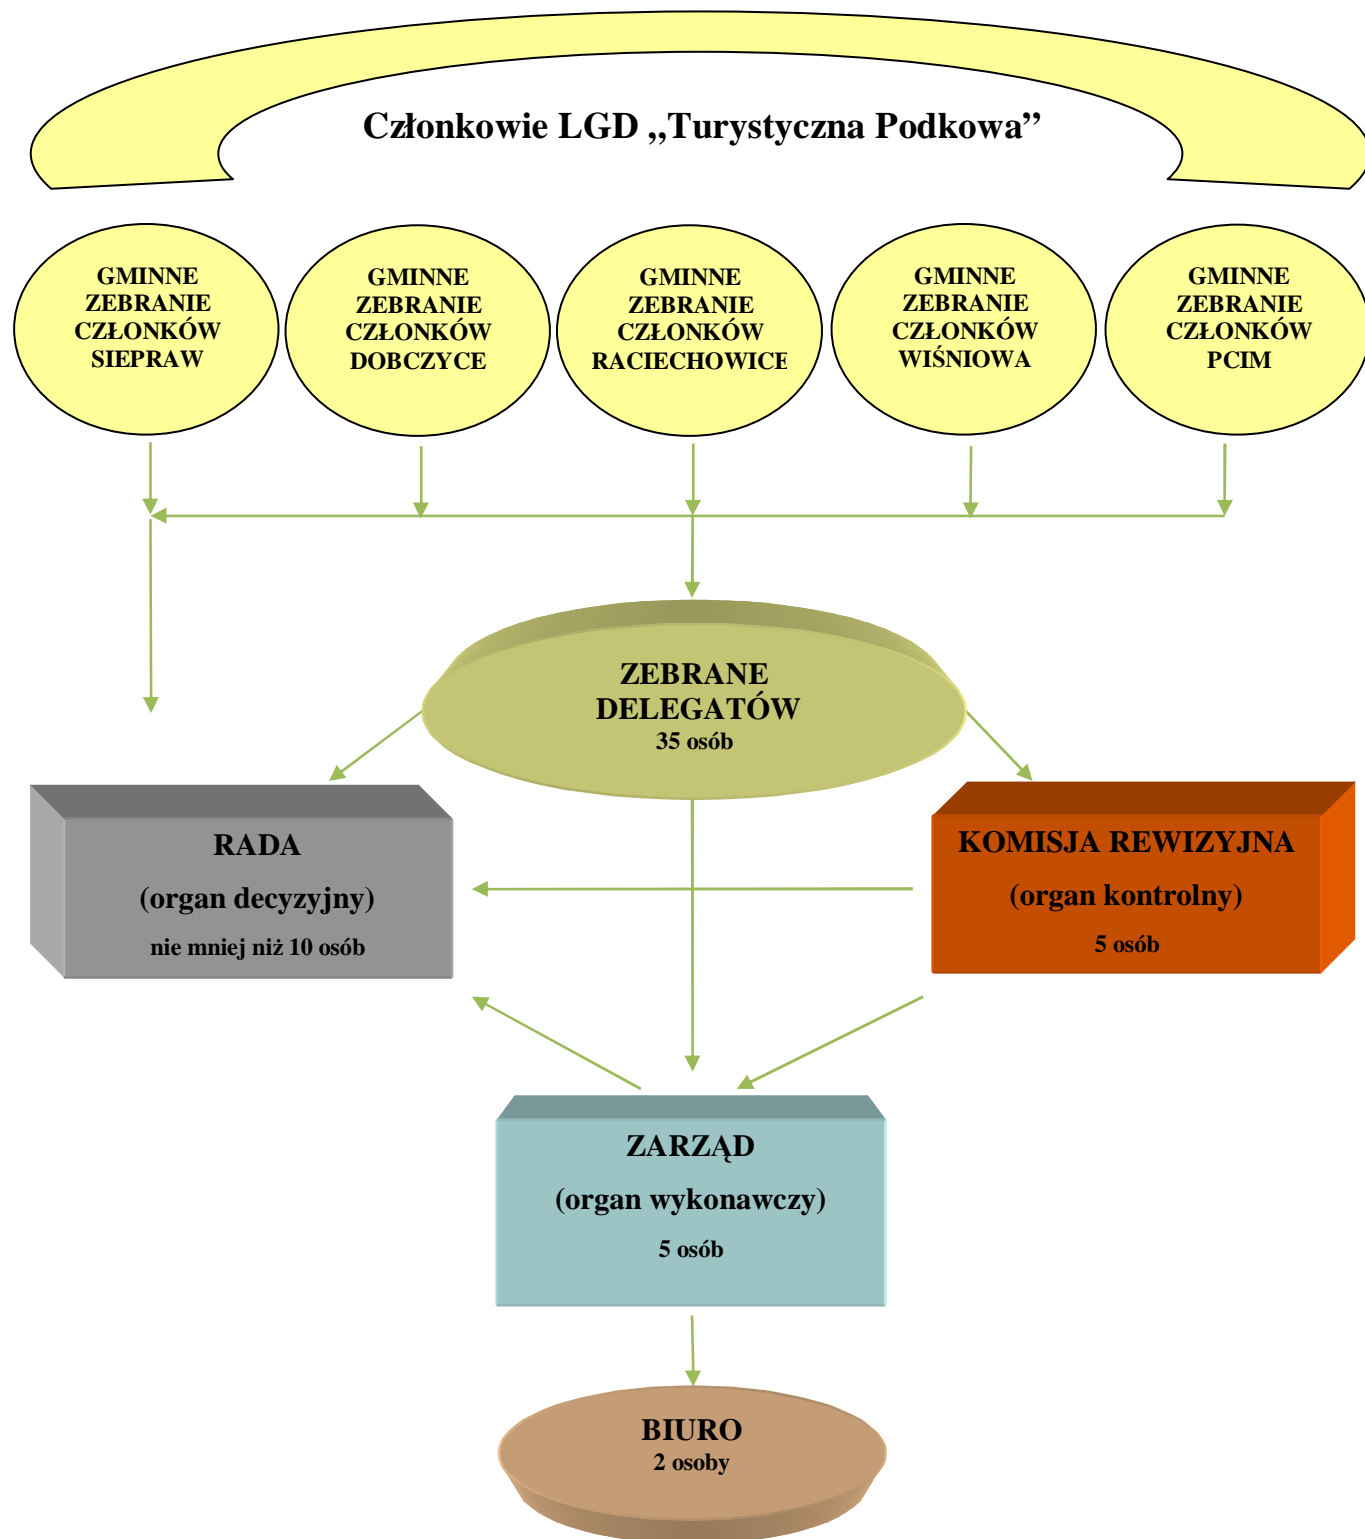 Członkowie LGD „Turystyczna Podkowa”
GMINNE
ZEBRANIE
CZŁONKÓW
SIEPRAW
GMINNE
ZEBRANIE
CZŁONKÓW
DOBCZYCE
GMINNE
ZEBRANIE
CZŁONKÓW
RACIECHOWICE
GMINNE
ZEBRANIE
CZŁONKÓW
WIŚNIOWA
GMINNE
ZEBRANIE
CZŁONKÓW
PCIM
ZEBRANE
DELEGATÓW
35 osób
RADA
(organ decyzyjny)
nie mniej niż 10 osób
KOMISJA REWIZYJNA
(organ kontrolny)
5 osób
ZARZĄD
(organ wykonawczy)
5 osób
BIURO
2 osoby